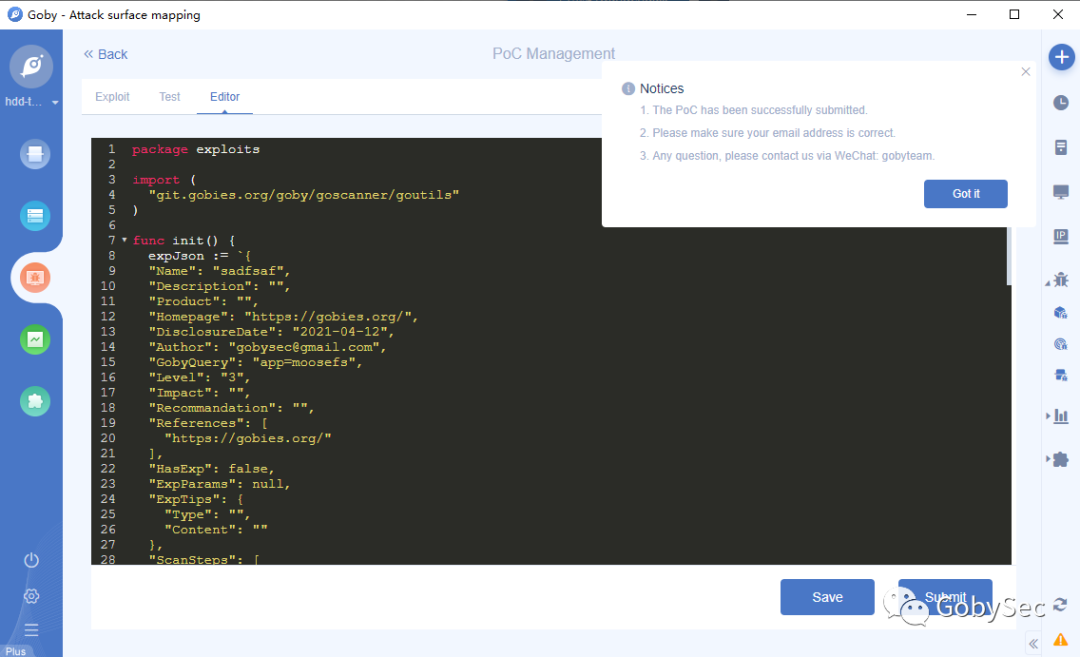 Goby - Attack surface mapping
hdd-t...
« Back
PoC Management
Exploit Test Editor
Notices
1. The PoC has been successfully submitted.
2. Please make sure your email address is correct.
3. Any question, please contact us via WeChat: gobyteam.
Got it
1 package exploits
2
3 import (
4 "git.gobies.org/goby/goscanner/goutils"
5 )
6
7 func init() {
8 expJson := `{
9 "Name": "sadfsaf",
10 "Description": "",
11 "Product": "",
12 "Homepage": "https://gobies.org/",
13 "DisclosureDate": "2021-04-12",
14 "Author": "gobysec@gmail.com",
15 "GobyQuery": "app=moosefs",
16 "Level": "3",
17 "Impact": "",
18 "Recommandation": "",
19 "References": [
20 "https://gobies.org/"
21 ],
22 "HasExp": false,
23 "ExpParams": null,
24 "ExpTips": {
25 "Type": "",
26 "Content": ""
27 },
28 "ScanSteps": [
Save
Submit
GobySec
IP
Plus